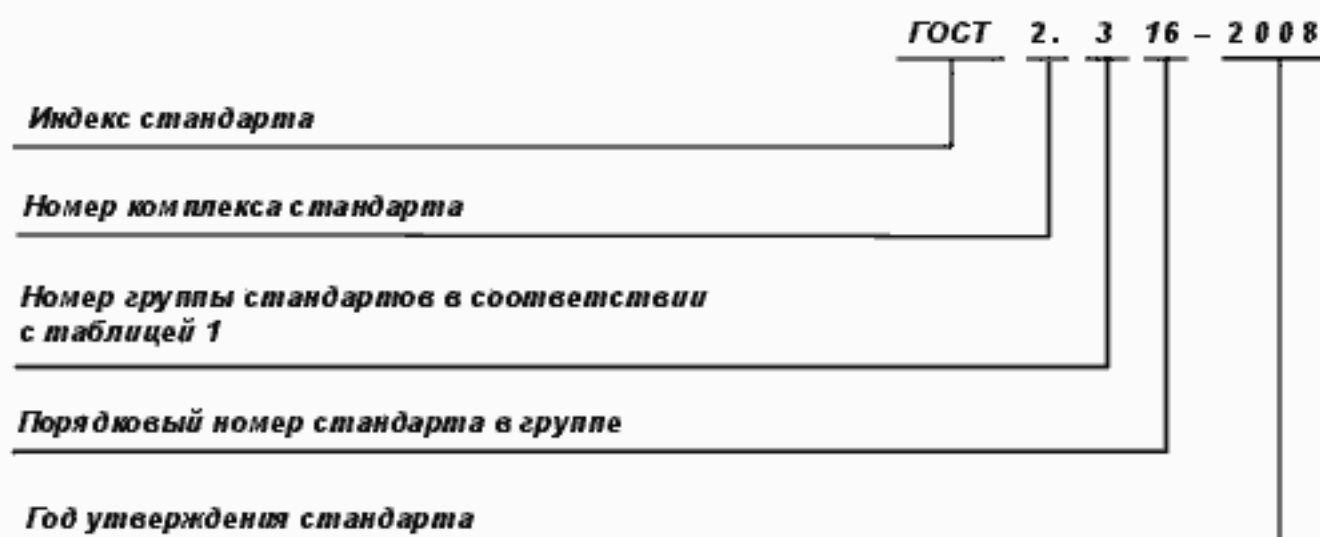 ГОСТ 2. 3 16 – 2008
Индекс стандарта
Номер комплекса стандарта
Номер группы стандартов в соответствии
с таблицей 1
Порядковый номер стандарта в группе
Год утверждения стандарта